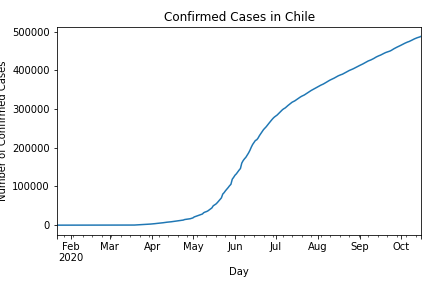 Confirmed Cases in Chile
500000
400000
300000
200000
100000
0
Number of Confirmed Cases
Feb Mar Apr May Jun Jul Aug Sep Oct
2020
Day